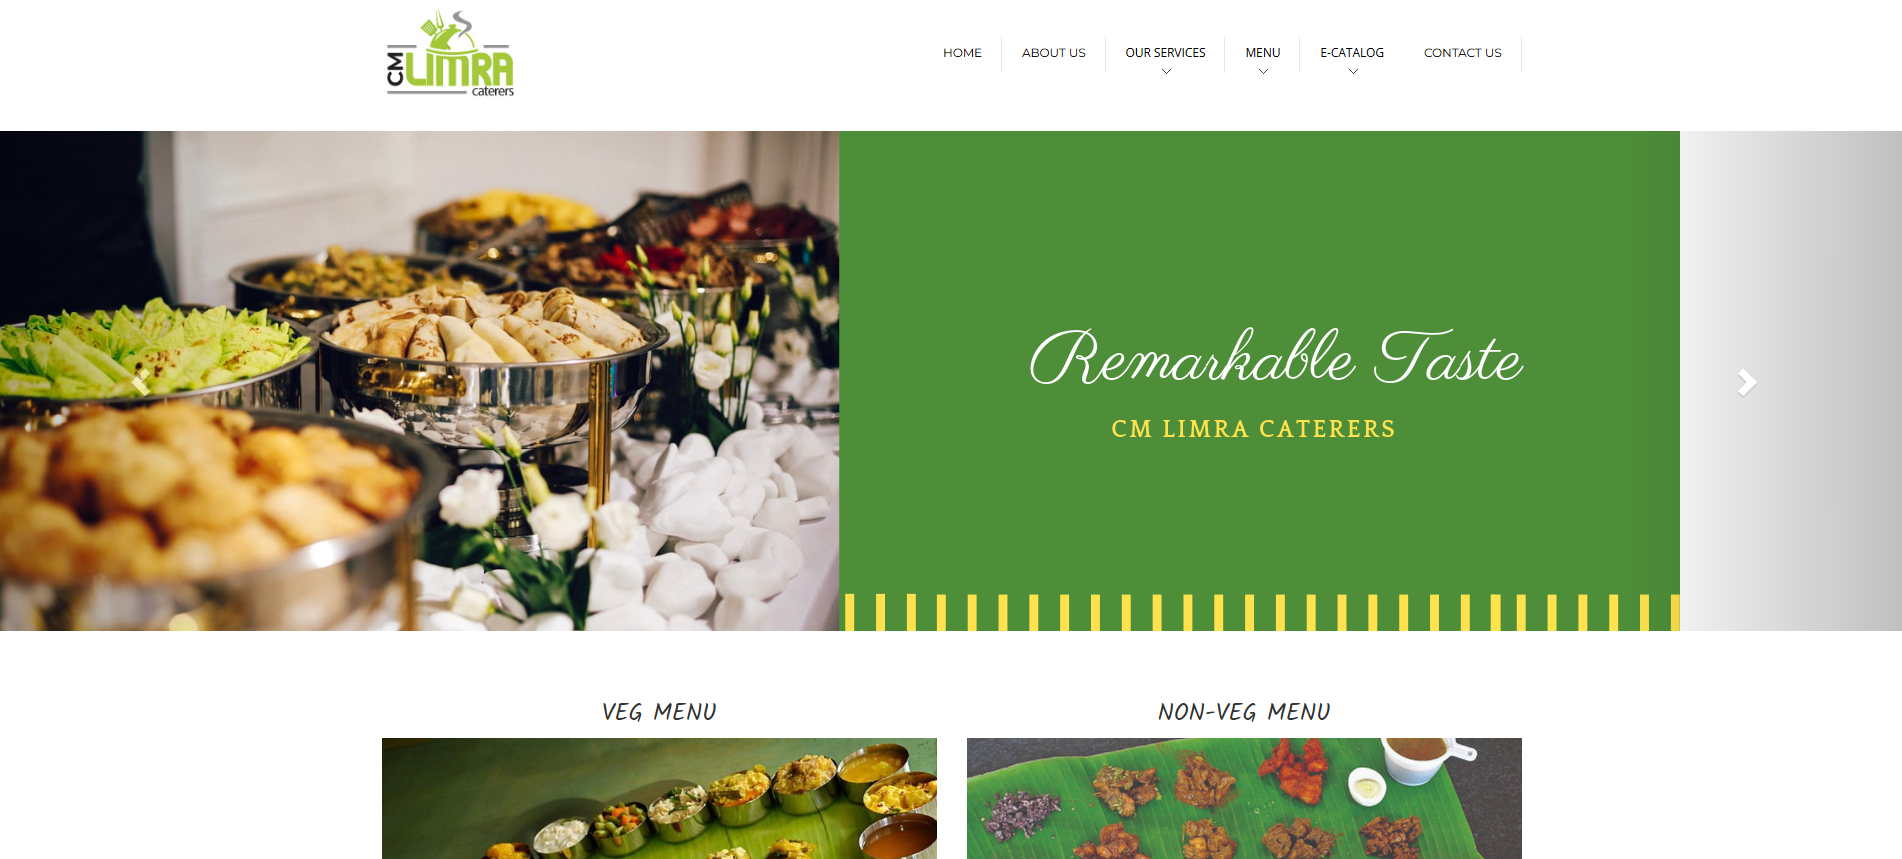 CM LIMRA
caterers
HOME
ABOUT US
OUR SERVICES
MENU
E-CATALOG
CONTACT US
Remarkable Taste
CM LIMRA CATERERS
VEG MENU
NON-VEG MENU